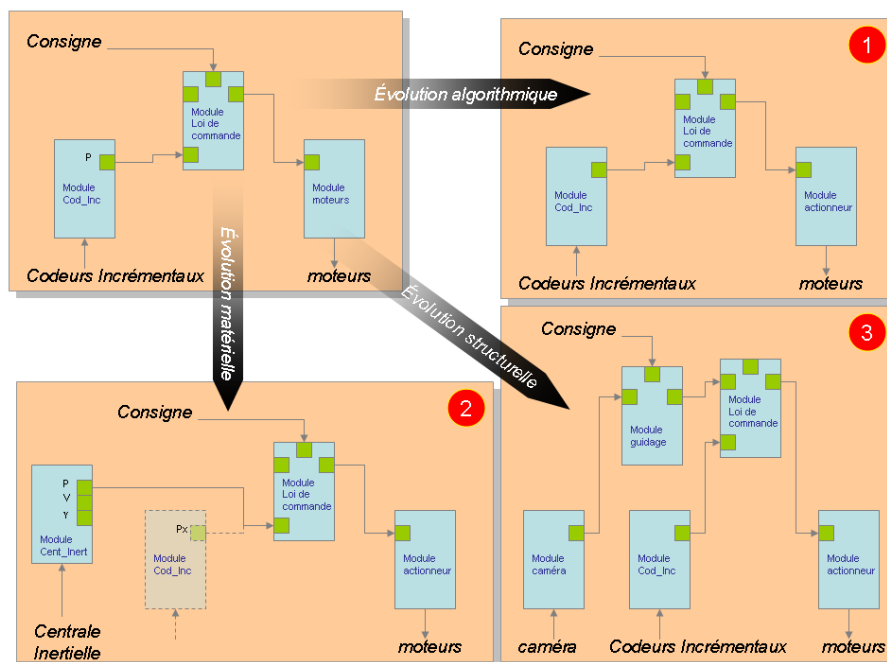 Consigne
Module
Loi de
commande
P
Module
Cod_Inc
Module
moteurs
Codeurs Incrémentaux
moteurs
Évolution algorithmique
Évolution matérielle
Évolution structurelle
1
Consigne
Module
Loi de
commande
Module
Cod_Inc
Module
actionneur
Codeurs Incrémentaux
moteurs
2
Consigne
Module
Loi de
commande
P
V
γ
Module
Cent_Inert
Px
Module
Cod_Inc
Module
actionneur
Centrale
Inertielle
moteurs
3
Consigne
Module
guidage
Module
Loi de
commande
Module
caméra
Module
Cod_Inc
Module
actionneur
caméra
Codeurs Incrémentaux
moteurs